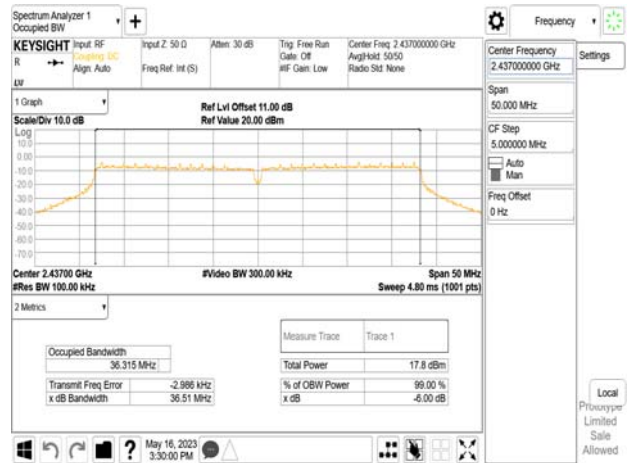 Spectrum Analyzer 1
Occupied BW
Frequency
KEYSIGHT
R
Input: RF
Coupling: DC
Align: Auto
Input Z: 50 Ω
Freq Ref: Int (S)
Atten: 30 dB
Trig: Free Run
Gate: Off
#IF Gain: Low
Center Freq: 2.437000000 GHz
Avg|Hold: 50/50
Radio Std: None
1 Graph
Scale/Div 10.0 dB
Ref Lvl Offset 11.00 dB
Ref Value 20.00 dBm
Log
10.0
0.00
-10.0
-20.0
-30.0
-40.0
-50.0
-60.0
-70.0
Center 2.43700 GHz
#Video BW 300.00 kHz
Span 50 MHz
#Res BW 100.00 kHz
Sweep 4.80 ms (1001 pts)
2 Metrics
Measure Trace
Trace 1
Occupied Bandwidth
36.315 MHz
Total Power
17.8 dBm
Transmit Freq Error
-2.986 kHz
% of OBW Power
99.00 %
x dB Bandwidth
36.51 MHz
x dB
-6.00 dB
Center Frequency
2.437000000 GHz
Settings
Span
50.000 MHz
CF Step
5.000000 MHz
Auto
Man
Freq Offset
0 Hz
Local
Prototype
Limited
Sale
Allowed
?
May 16, 2023
3:30:00 PM